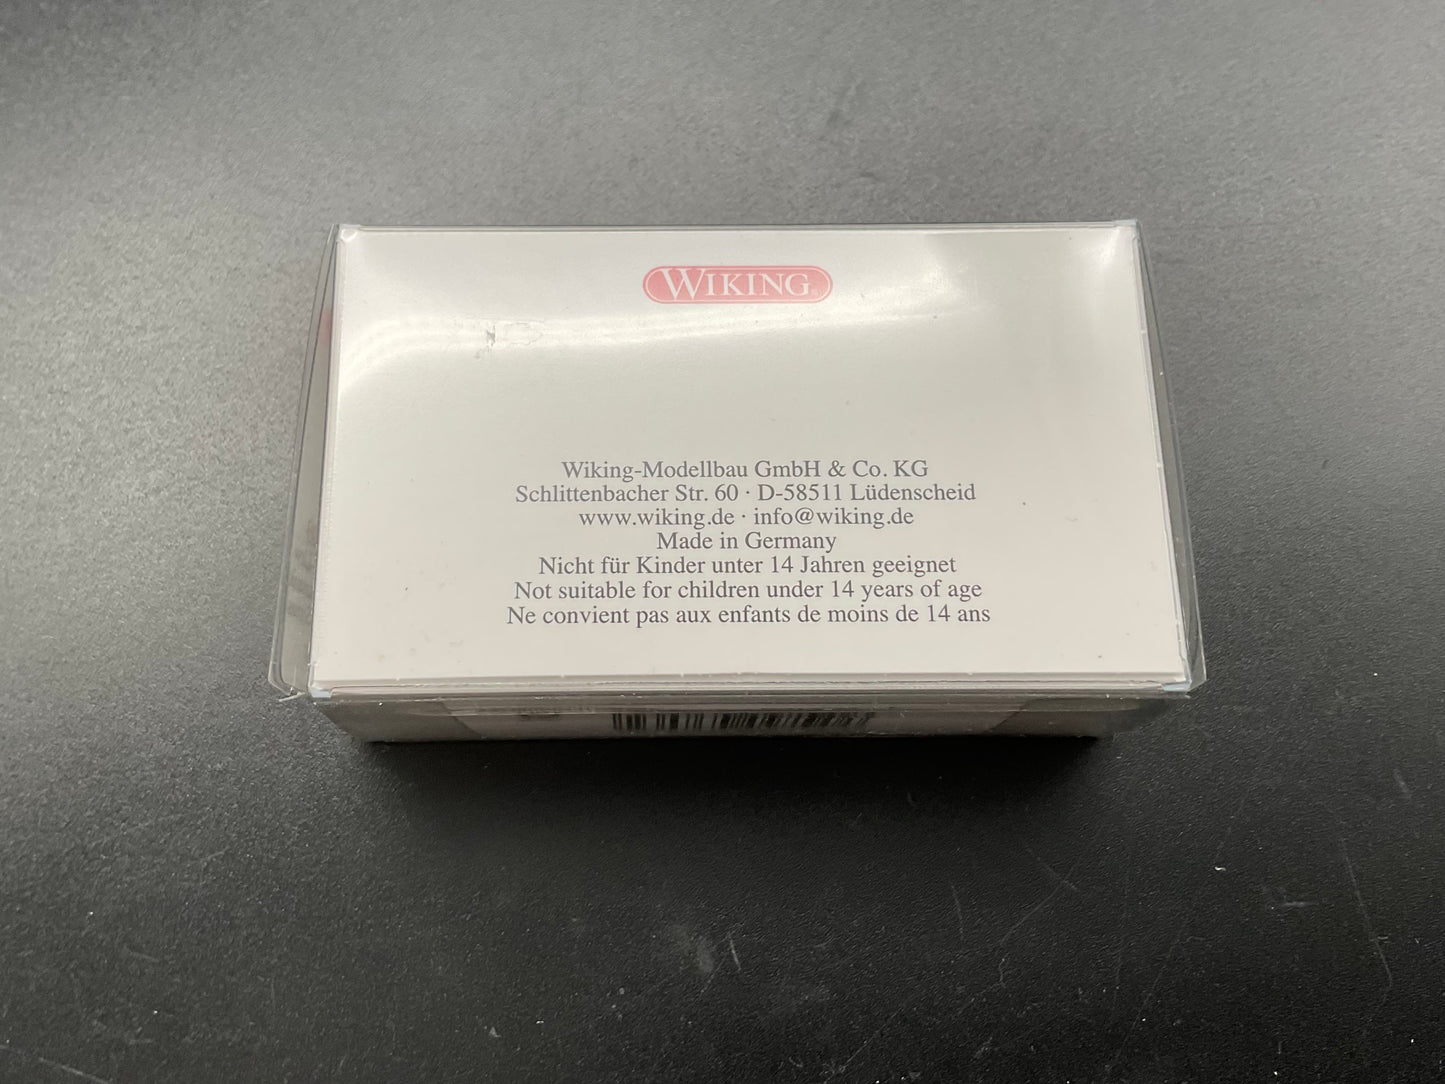 WIKING
Wiking-Modellbau GmbH & Co. KG
Schlittenbacher Str. 60 · D-58511 Lüdenscheid
www.wiking.de · info@wiking.de
Made in Germany
Nicht für Kinder unter 14 Jahren geeignet
Not suitable for children under 14 years of age
Ne convient pas aux enfants de moins de 14 ans